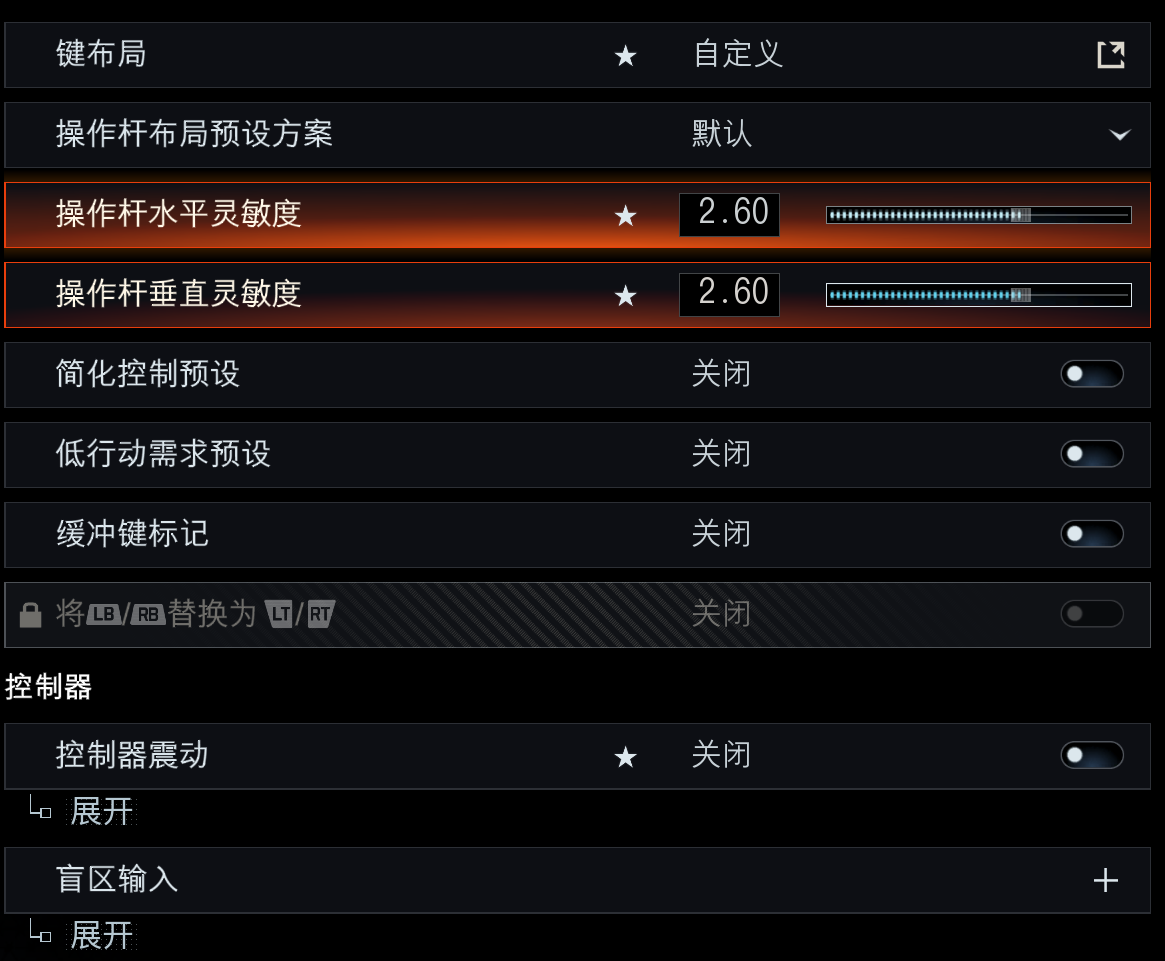 键布局 ★ 自定义
操作杆布局预设方案 默认
操作杆水平灵敏度 ★ 2.60
操作杆垂直灵敏度 ★ 2.60
简化控制预设 关闭
低行动需求预设 关闭
缓冲键标记 关闭
将LB/RB替换为 LT/RT 关闭
控制器
控制器震动 ★ 关闭
展开
盲区输入
展开